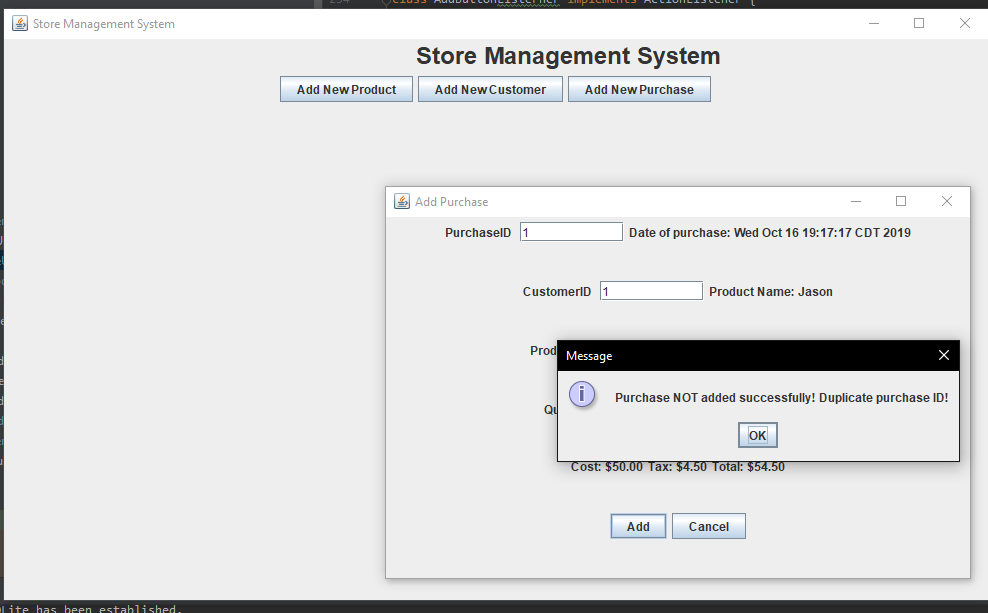 class AddButtonListerner implements ActionListener {
Store Management System
Store Management System
Add New Product Add New Customer Add New Purchase
Add Purchase
PurchaseID 1 Date of purchase: Wed Oct 16 19:17:17 CDT 2019
CustomerID 1 Product Name: Jason
Prod
Message
Purchase NOT added successfully! Duplicate purchase ID!
OK
Cost: $50.00 Tax: $4.50 Total: $54.50
Add Cancel
Lite has been established.